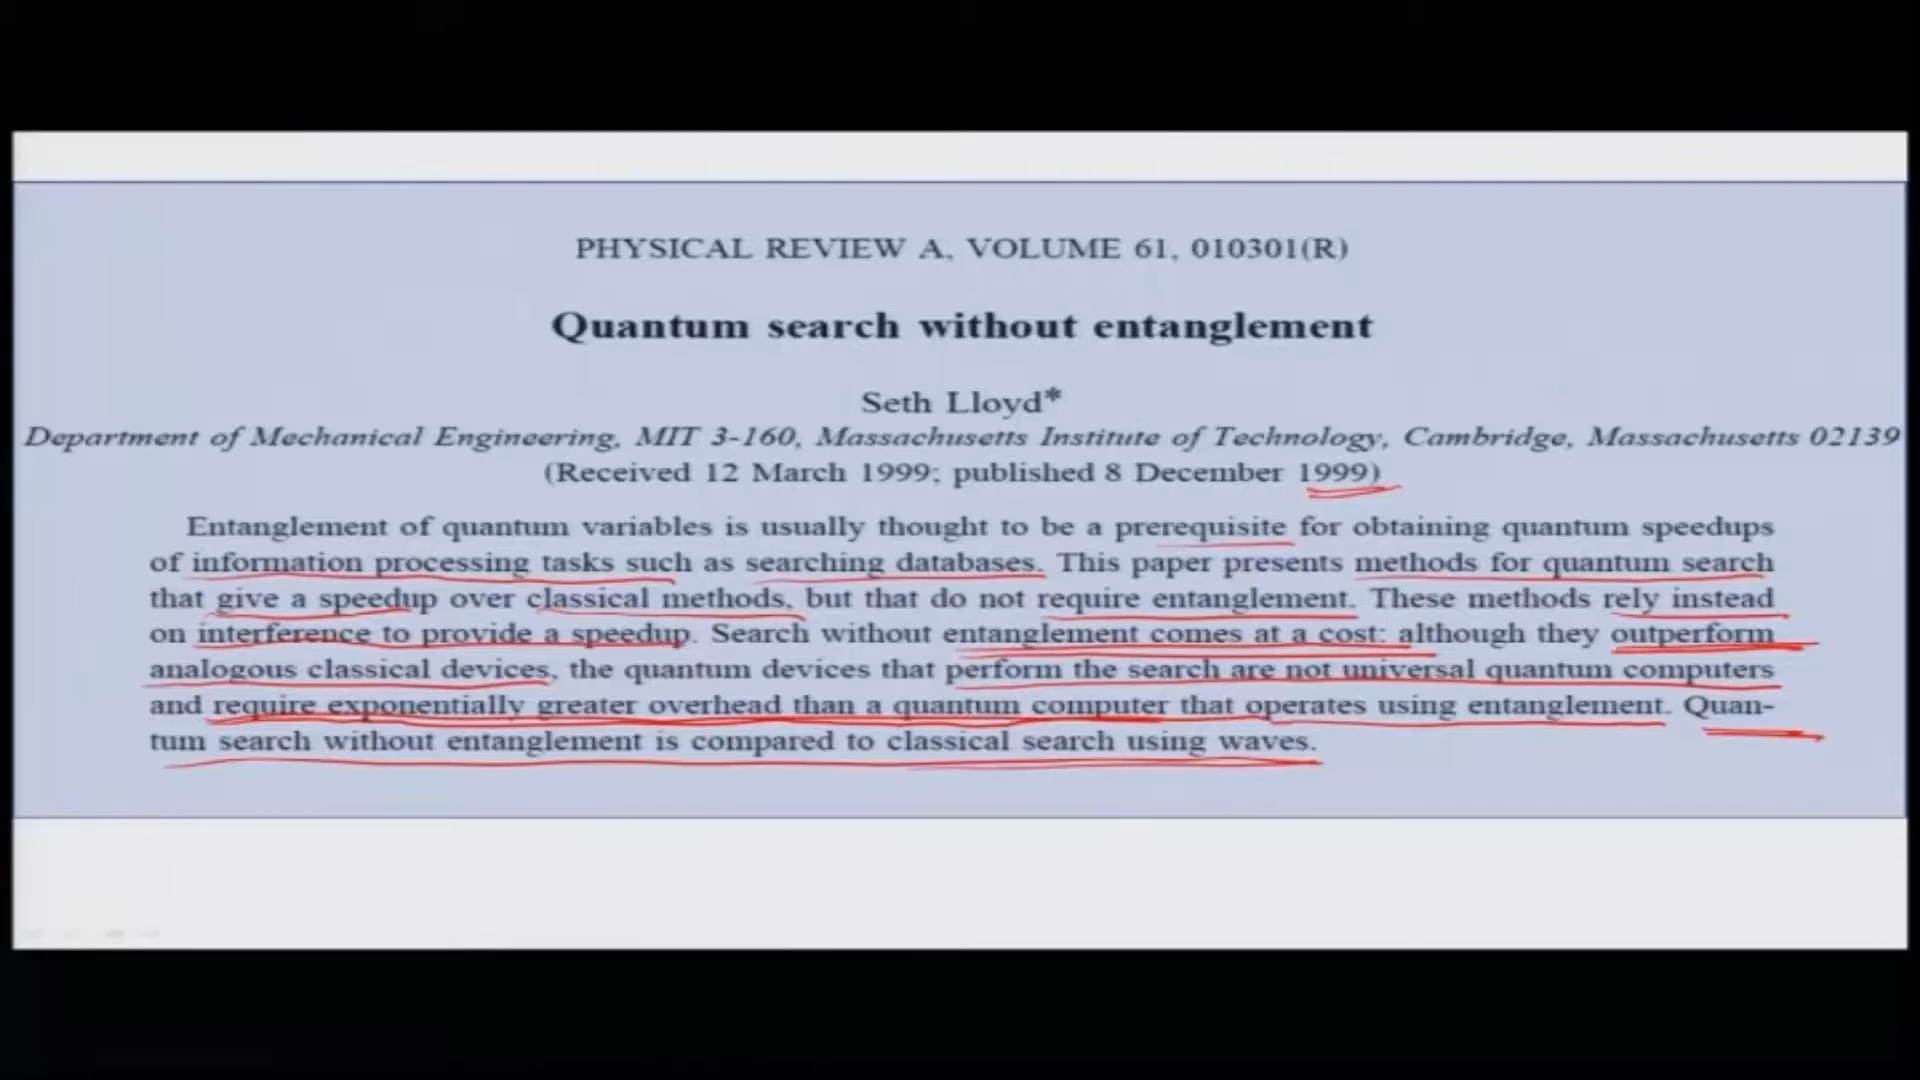 PHYSICAL REVIEW A, VOLUME 61, 010301(R)
Quantum search without entanglement
Seth Lloyd*
Department of Mechanical Engineering, MIT 3-160, Massachusetts Institute of Technology, Cambridge, Massachusetts 02139
(Received 12 March 1999; published 8 December 1999)
Entanglement of quantum variables is usually thought to be a prerequisite for obtaining quantum speedups
of information processing tasks such as searching databases. This paper presents methods for quantum search
that give a speedup over classical methods, but that do not require entanglement. These methods rely instead
on interference to provide a speedup. Search without entanglement comes at a cost: although they outperform
analogous classical devices, the quantum devices that perform the search are not universal quantum computers
and require exponentially greater overhead than a quantum computer that operates using entanglement. Quan-
tum search without entanglement is compared to classical search using waves.